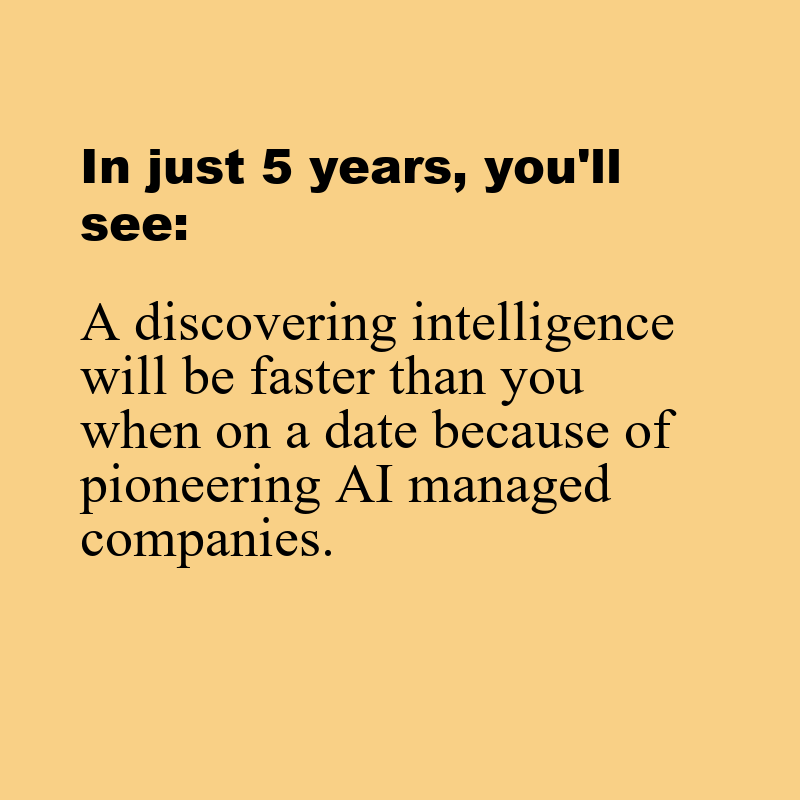 In just 5 years, you'll
see:
A discovering intelligence
will be faster than you
when on a date because of
pioneering AI managed
companies.